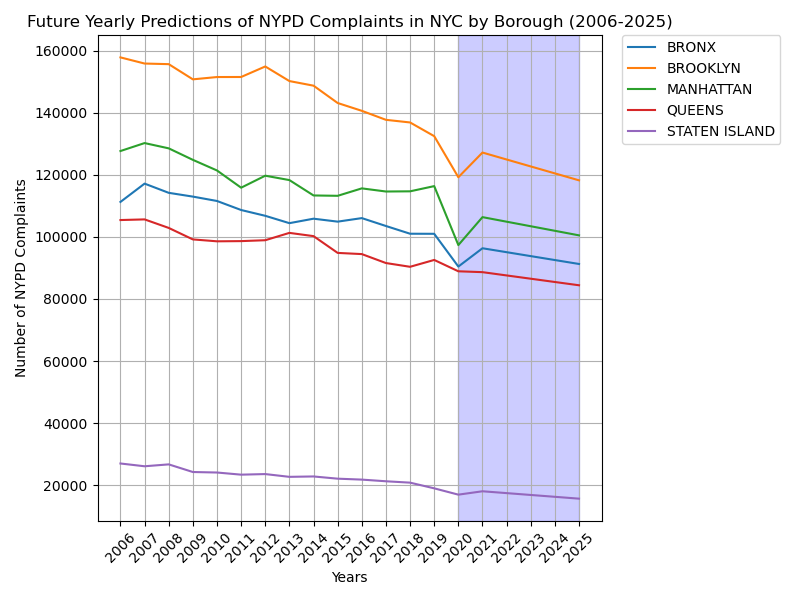 Future Yearly Predictions of NYPD Complaints in NYC by Borough (2006-2025)
BRONX
BROOKLYN
MANHATTAN
QUEENS
STATEN ISLAND
Number of NYPD Complaints
160000
140000
120000
100000
80000
60000
40000
20000
2006 2007 2008 2009 2010 2011 2012 2013 2014 2015 2016 2017 2018 2019 2020 2021 2022 2023 2024 2025
Years